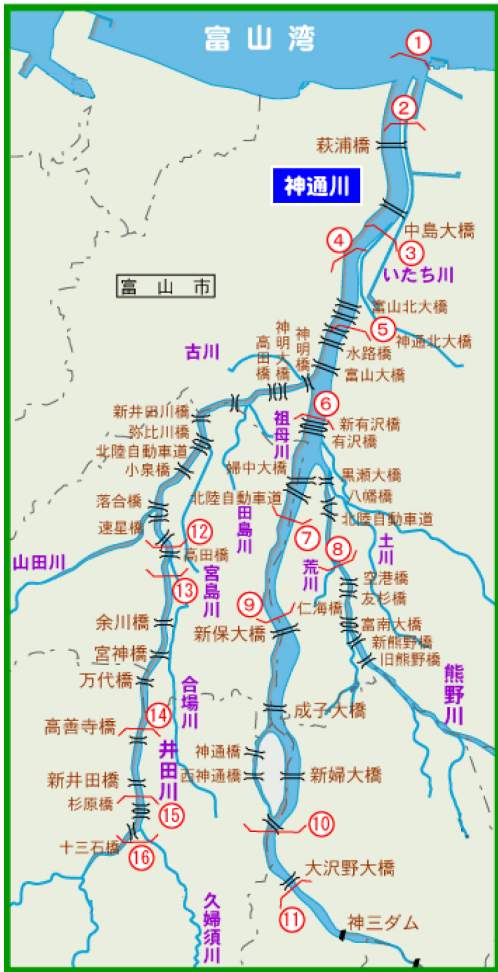 富山湾
①
②
萩浦橋
神通川
中島大橋
③
④
いたち川
富山市
富山北大橋
⑤
神通北大橋
水路橋
富山大橋
古川
高田橋
神明大橋
神明橋
⑥
新有沢橋
有沢橋
祖母川
新井田川橋
弥比川橋
北陸自動車道
小泉橋
婦中大橋
北陸自動車道
黒瀬大橋
八幡橋
北陸自動車道
田島川
落合橋
速星橋
⑫
高田橋
⑦
⑧
土川
荒川
山田川
⑬
宮島川
空港橋
友杉橋
⑨
仁海橋
富南大橋
新熊野橋
旧熊野橋
余川橋
新保大橋
宮神橋
万代橋
熊野川
合場川
成子大橋
⑭
高善寺橋
井田川
神通橋
西神通橋
新婦大橋
新井田橋
杉原橋
⑮
⑩
十三石橋
⑯
大沢野大橋
⑪
久婦須川
神三ダム